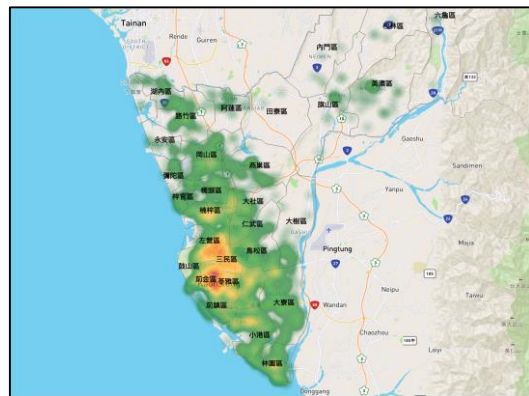 Tainan
六龜區
杉林區
Rende
Guiren
內門區
NEIMEN
湖內區
美濃區
路竹區
阿蓮區
田寮區
旗山區
永安區
Gaoshu
岡山區
燕巢區
Sandimen
彌陀區
橋頭區
梓官區
Yanpu
楠梓區
大社區
大樹區
仁武區
左營區
鳥松區
Majia
三民區
Pingtung
鼓山區
前金區
苓雅區
Neipu
大寮區
Taiwu
前鎮區
Wandan
小港區
Chaozhou
Laiyi
林園區
Donggang